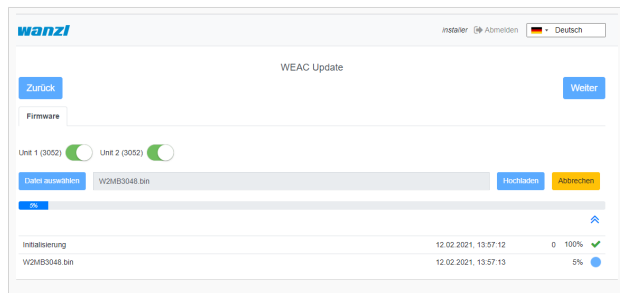 wanzl
installer Abmelden Deutsch
WEAC Update
Zurück Weiter
Firmware
Unit 1 (3052) Unit 2 (3052)
Datei auswählen W2MB3048.bin Hochladen Abbrechen
5%
Initialisierung 12.02.2021, 13:57:12 0 100%
W2MB3048.bin 12.02.2021, 13:57:13 5%